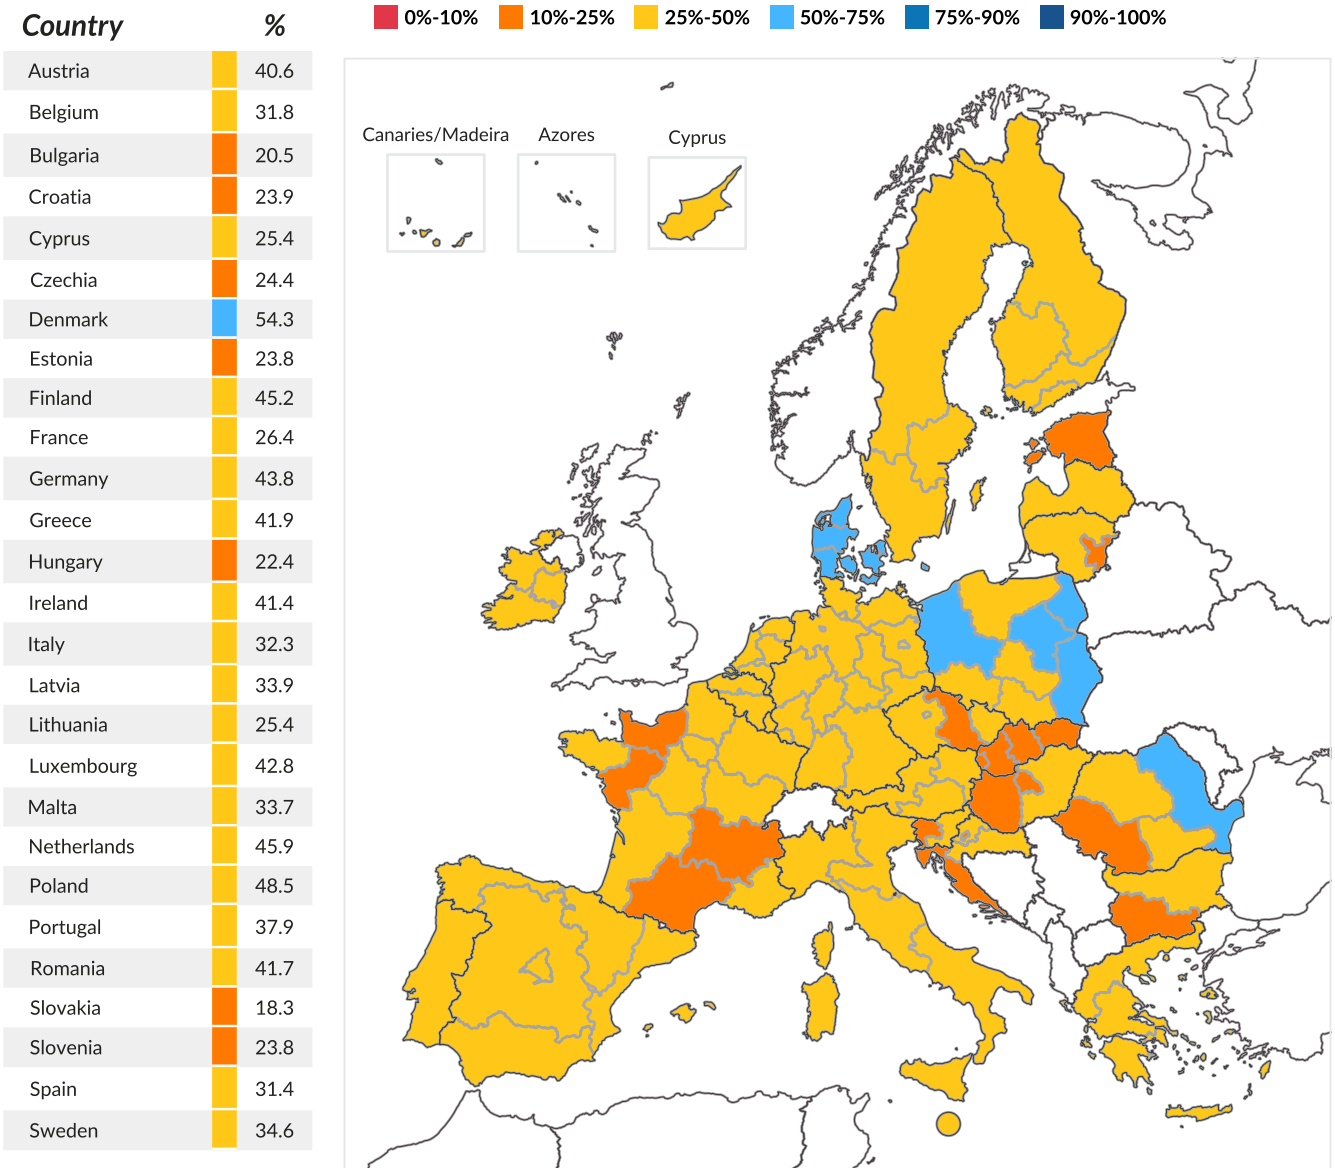 Country %
0%-10% 10%-25% 25%-50% 50%-75% 75%-90% 90%-100%
Austria 40.6
Belgium 31.8
Bulgaria 20.5
Croatia 23.9
Cyprus 25.4
Czechia 24.4
Denmark 54.3
Estonia 23.8
Finland 45.2
France 26.4
Germany 43.8
Greece 41.9
Hungary 22.4
Ireland 41.4
Italy 32.3
Latvia 33.9
Lithuania 25.4
Luxembourg 42.8
Malta 33.7
Netherlands 45.9
Poland 48.5
Portugal 37.9
Romania 41.7
Slovakia 18.3
Slovenia 23.8
Spain 31.4
Sweden 34.6
Canaries/Madeira Azores Cyprus